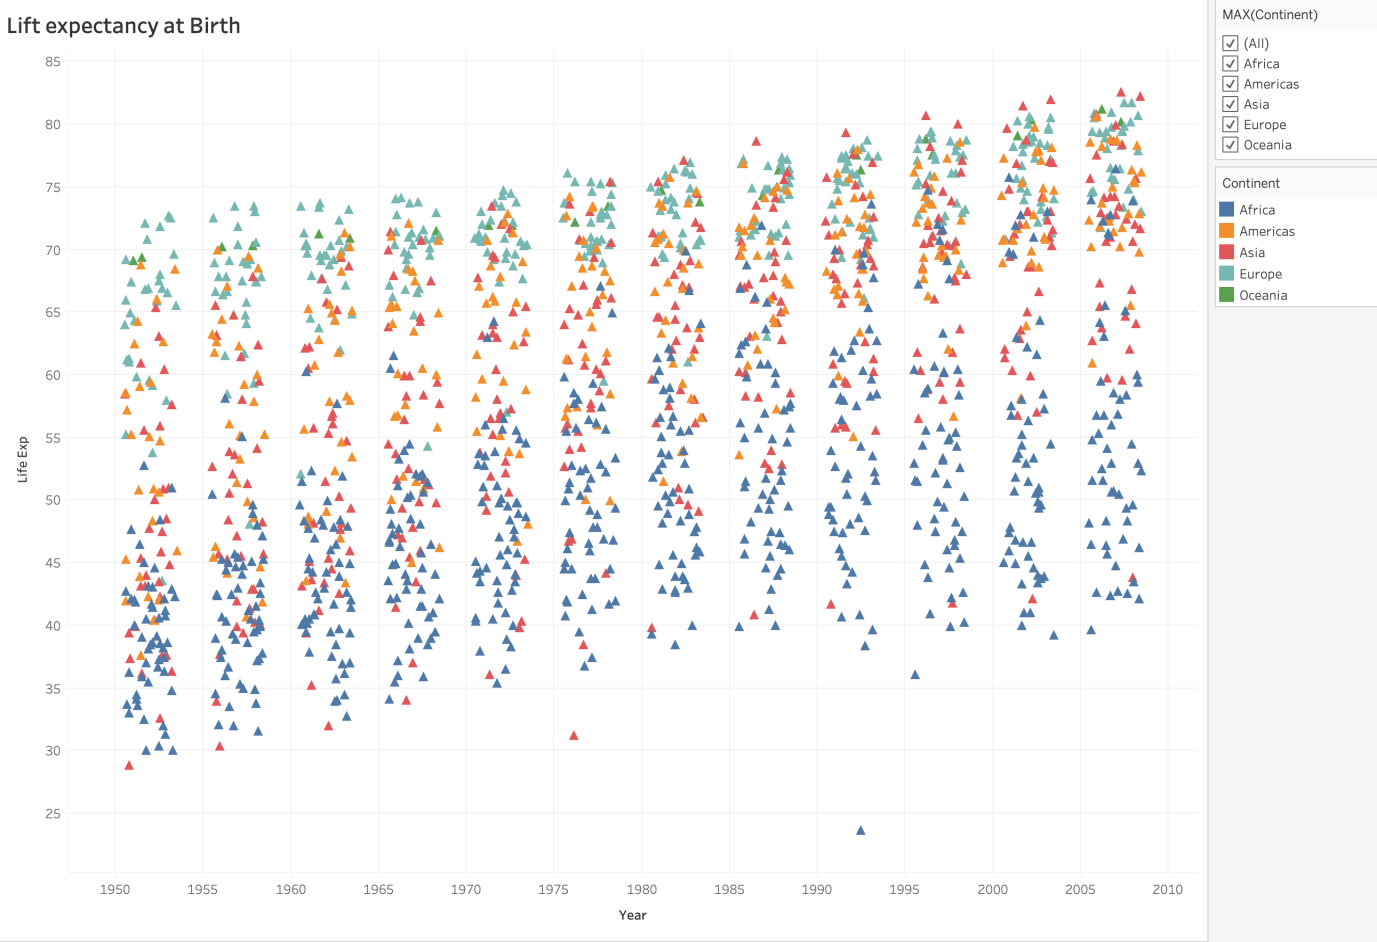 Lift expectancy at Birth
85
80
75
70
65
60
55
50
45
40
35
30
25
Life Exp
1950 1955 1960 1965 1970 1975 1980 1985 1990 1995 2000 2005 2010
Year
MAX(Continent)
(All)
Africa
Americas
Asia
Europe
Oceania
Continent
Africa
Americas
Asia
Europe
Oceania